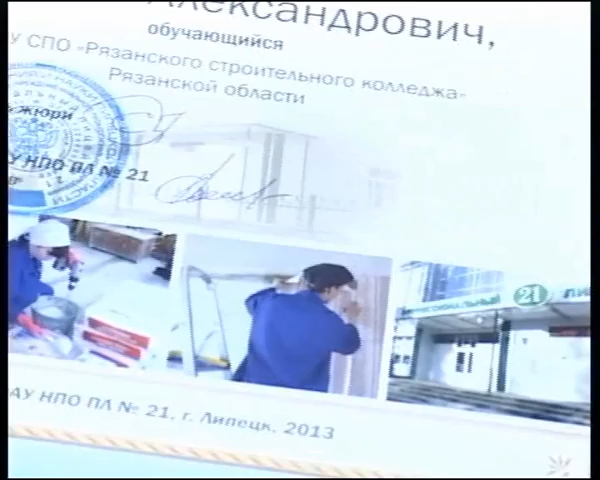 Александрович,
обучающийся
У СПО «Рязанского строительного колледжа»
Рязанской области
жюри
У НПО ПЛ № 21
21
АУ НПО ПЛ № 21, г. Липецк, 2013